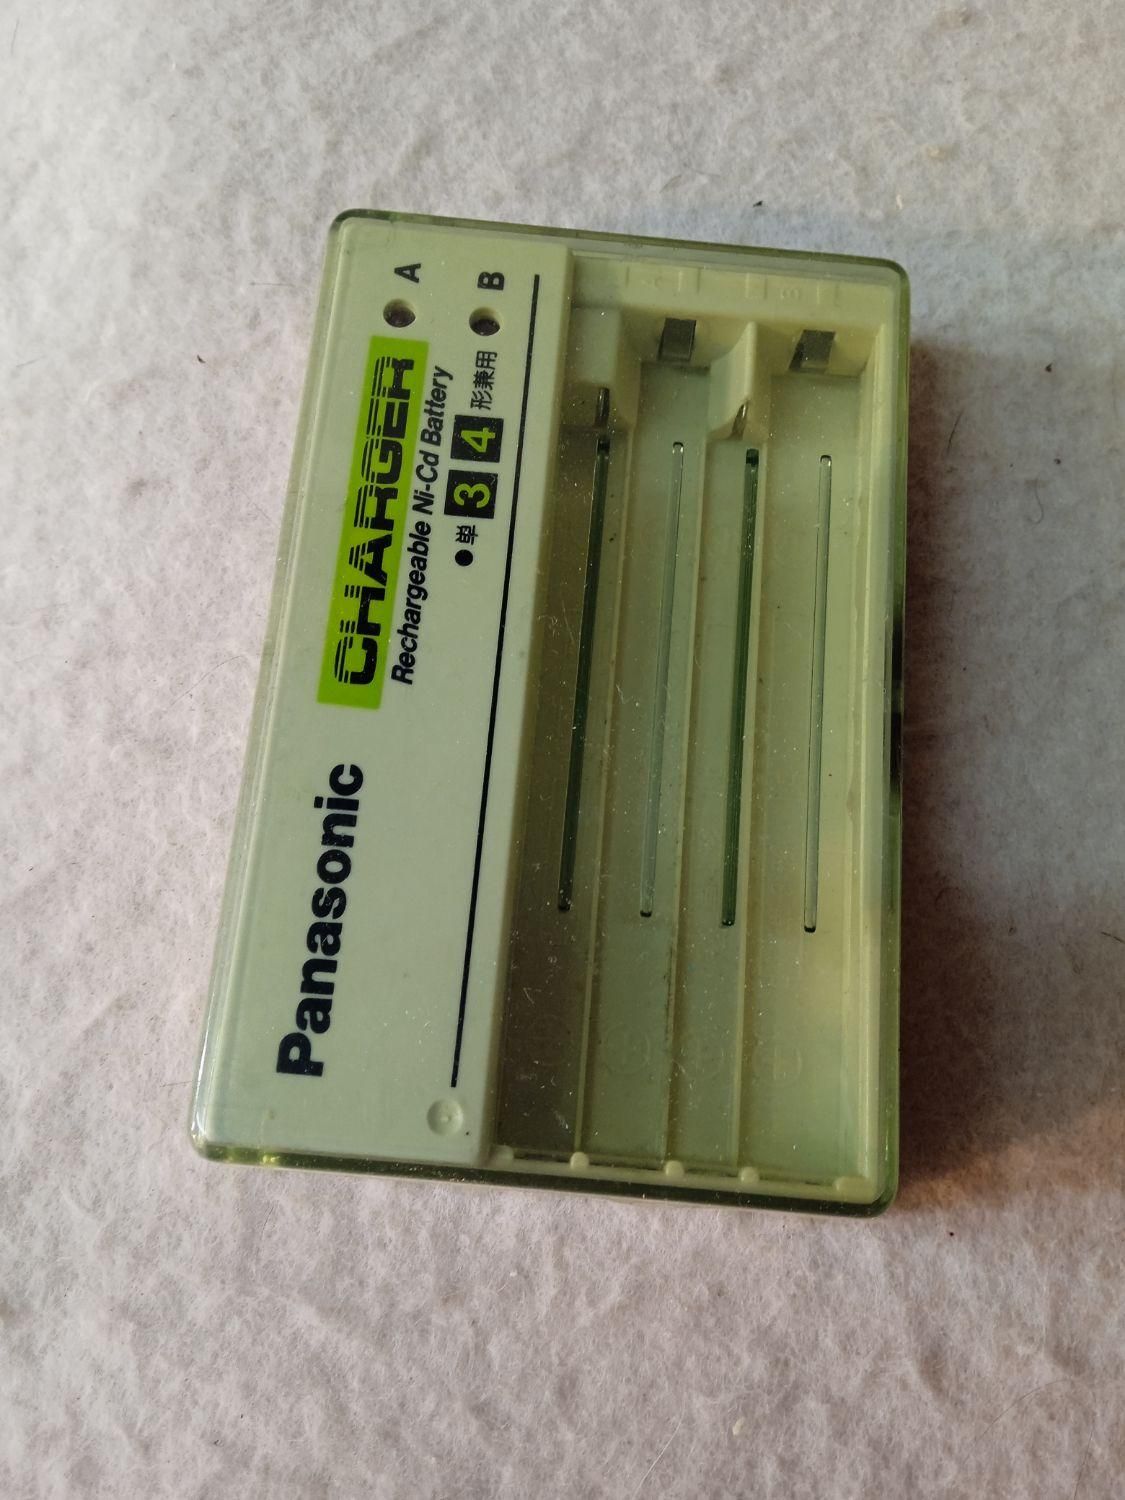 Panasonic
CHARGER
Rechargeable Ni-Cd Battery
●単34形兼用
A
B